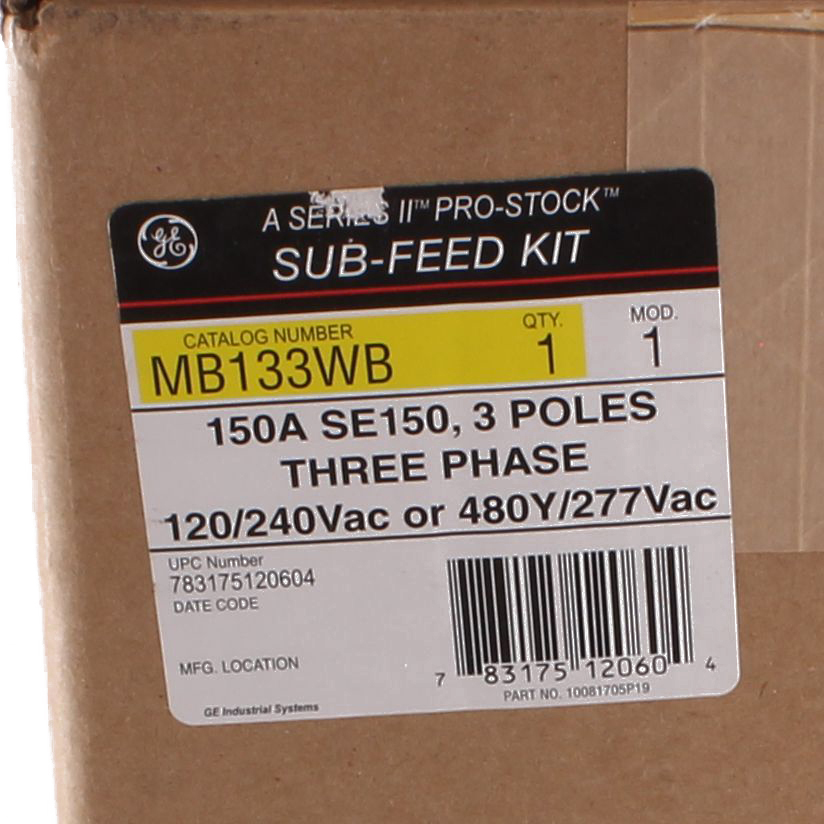 GE
A SERIES II™ PRO-STOCK™
SUB-FEED KIT
CATALOG NUMBER QTY. MOD.
MB133WB 1 1
150A SE150, 3 POLES
THREE PHASE
120/240Vac or 480Y/277Vac
UPC Number
783175120604
DATE CODE
MFG. LOCATION
7 83175 12060 4
PART NO. 10081705P19
GE Industrial Systems